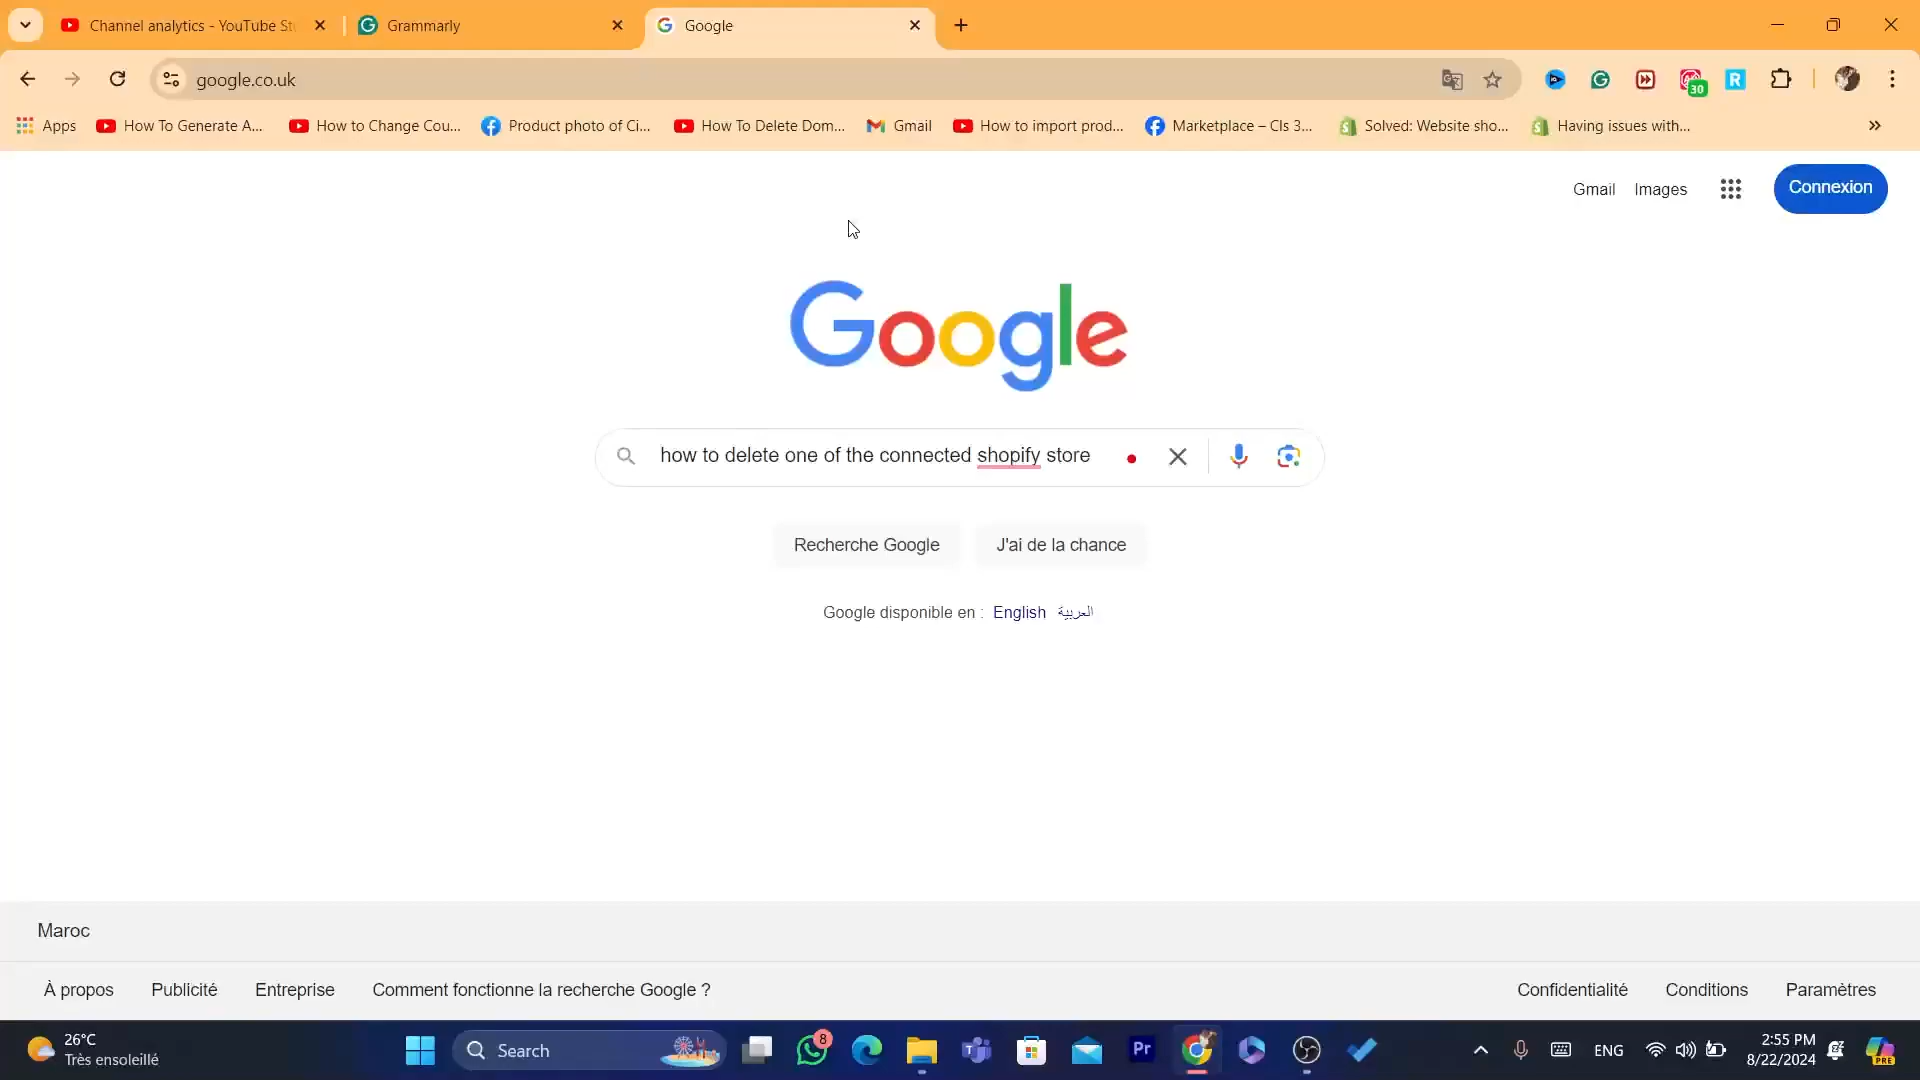 Channel analytics - YouTube St
Grammarly
Google
google.co.uk
30
Apps
How To Generate A...
How to Change Cou...
Product photo of Ci...
How To Delete Dom...
Gmail
How to import prod...
Marketplace – Cls 3...
Solved: Website sho...
Having issues with...
Gmail
Images
Connexion
Google
how to delete one of the connected shopify store
Recherche Google
J'ai de la chance
Google disponible en : English العربية
Maroc
À propos
Publicité
Entreprise
Comment fonctionne la recherche Google ?
Confidentialité
Conditions
Paramètres
26°C
Très ensoleillé
Search
8
Pr
ENG
2:55 PM
8/22/2024
PRE